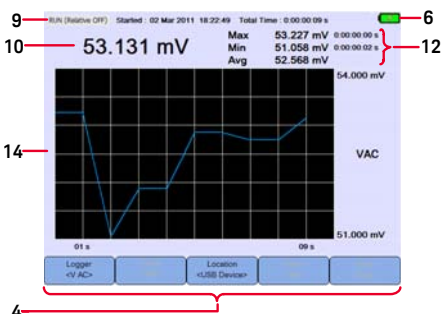 9 RUN (Relative OFF) Started : 02 Mar 2011 18:22:49 Total Time : 0:00:00:09 s 6
10 53.131 mV
Max 53.227 mV 0:00:00:00 s
Min 51.058 mV 0:00:00:02 s
Avg 52.568 mV
12
54.000 mV
14
VAC
51.000 mV
01 s 09 s
Logger
<V AC>
Location
<USB Device>
4